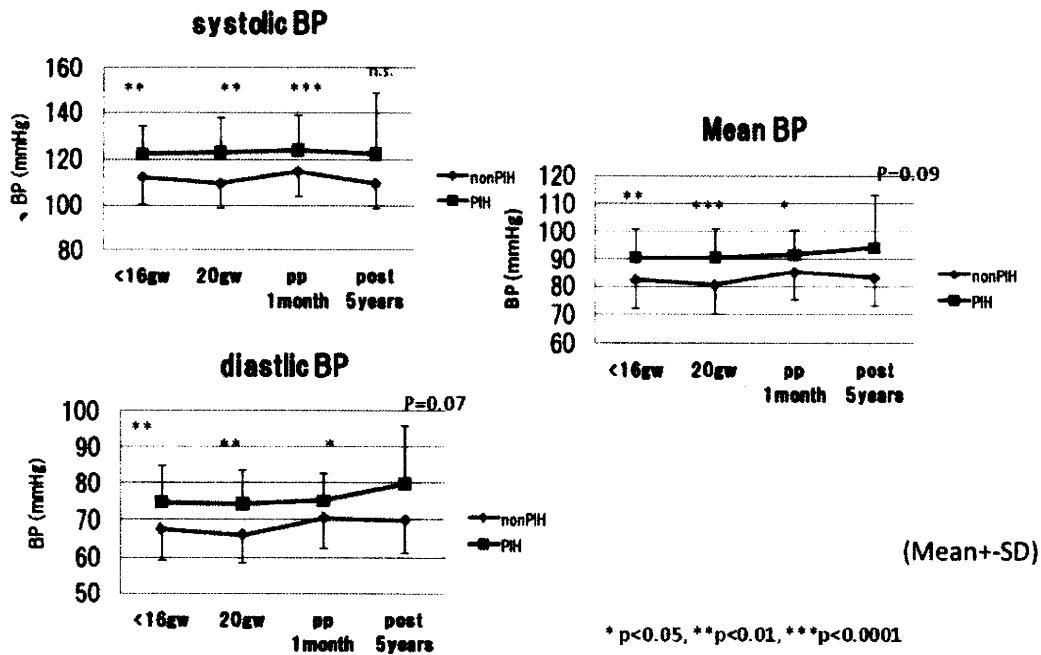 systolic BP
n.s.
** ** ***
160
140
120
100
80
BP (mmHg)
nonPIH
PIH
<16gw 20gw pp post
1month 5years
Mean BP
P=0.09
** *** *
120
110
100
90
80
70
60
BP (mmHg)
nonPIH
PIH
<16gw 20gw pp post
1month 5years
diastlic BP
P=0.07
** ** *
100
90
80
70
60
50
BP (mmHg)
nonPIH
PIH
<16gw 20gw pp post
1month 5years
(Mean+-SD)
* p<0.05, **p<0.01, ***p<0.0001